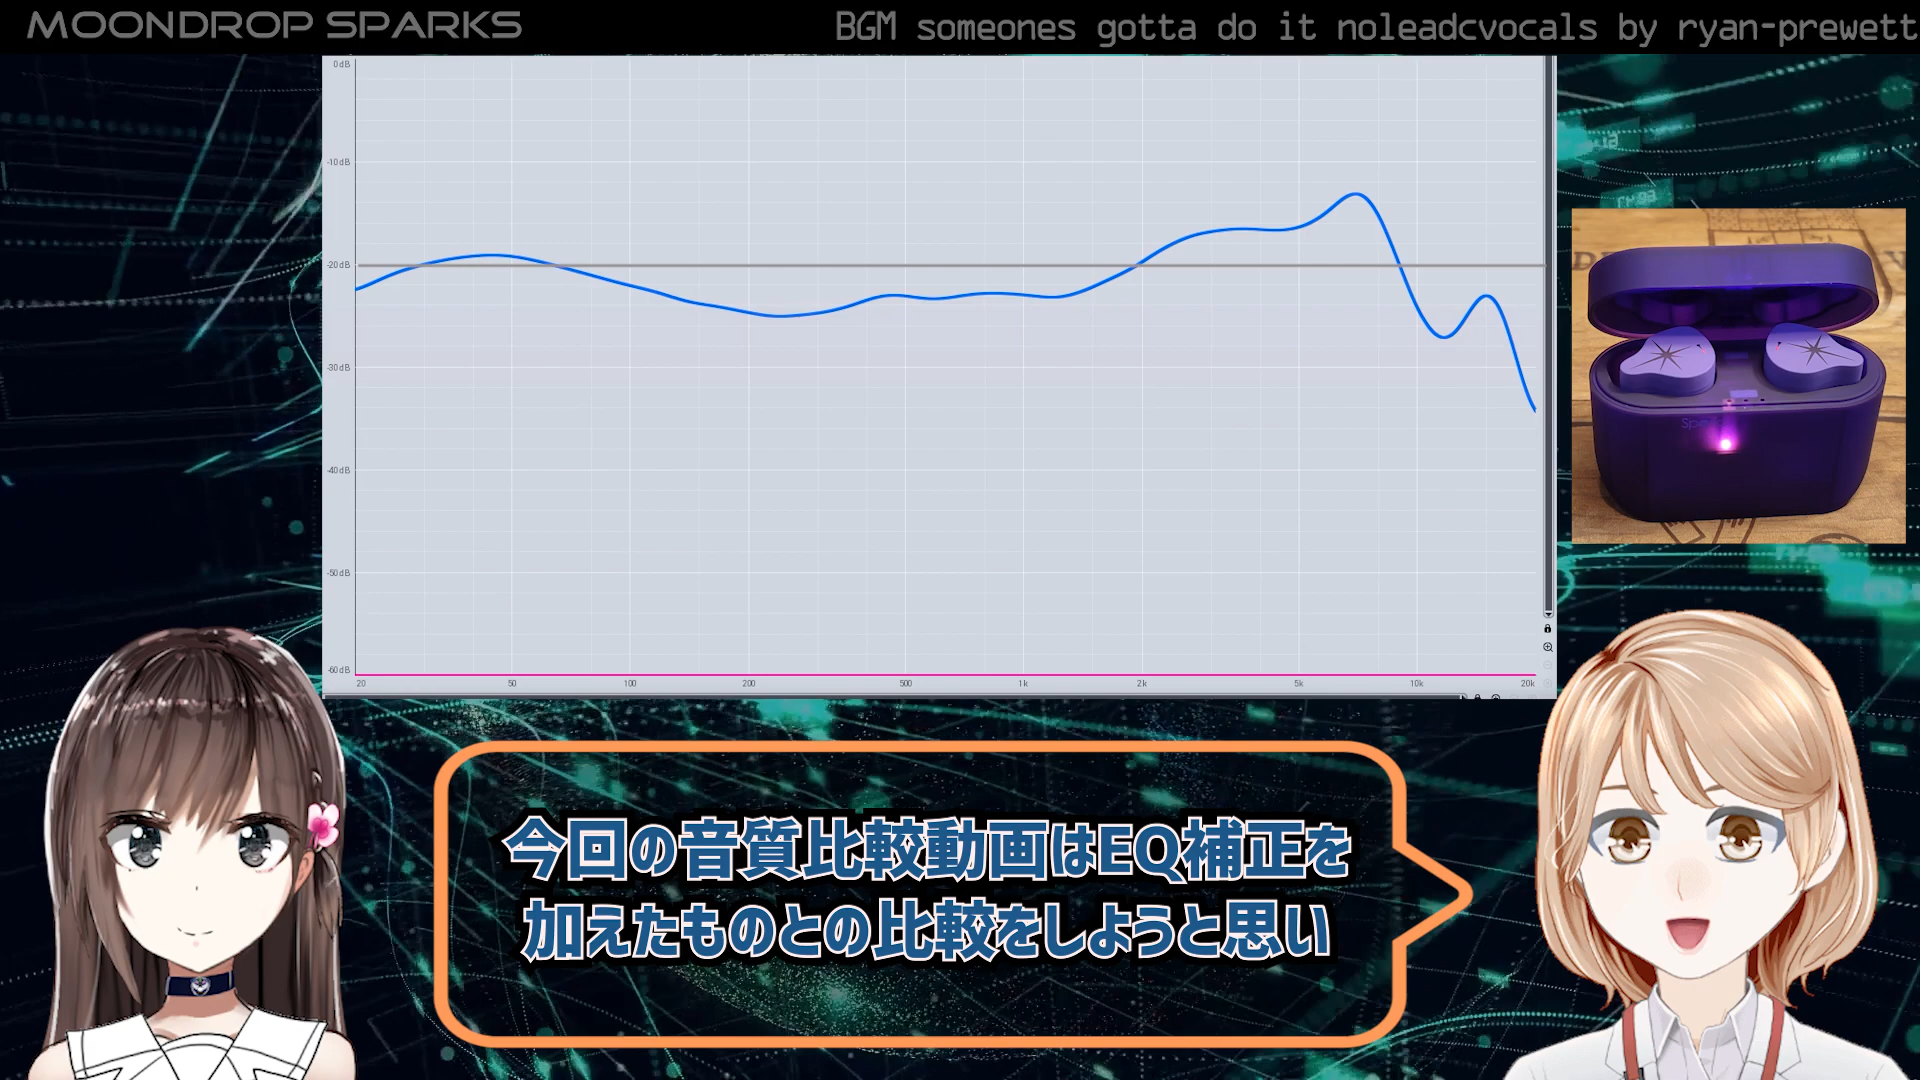 MOONDROP SPARKS
BGM someones gotta do it noleadcvocals by ryan-prewett
0dB
-10dB
-20dB
-30dB
-40dB
-50dB
-60dB
20 50 100 200 500 1k 2k 5k 10k 20k
今回の音質比較動画はEQ補正を
加えたものとの比較をしようと思い